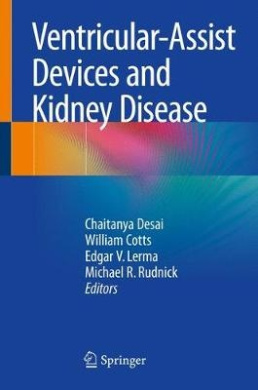 Ventricular-Assist
Devices and
Kidney Disease
Chaitanya Desai
William Cotts
Edgar V. Lerma
Michael R. Rudnick
Editors
Springer